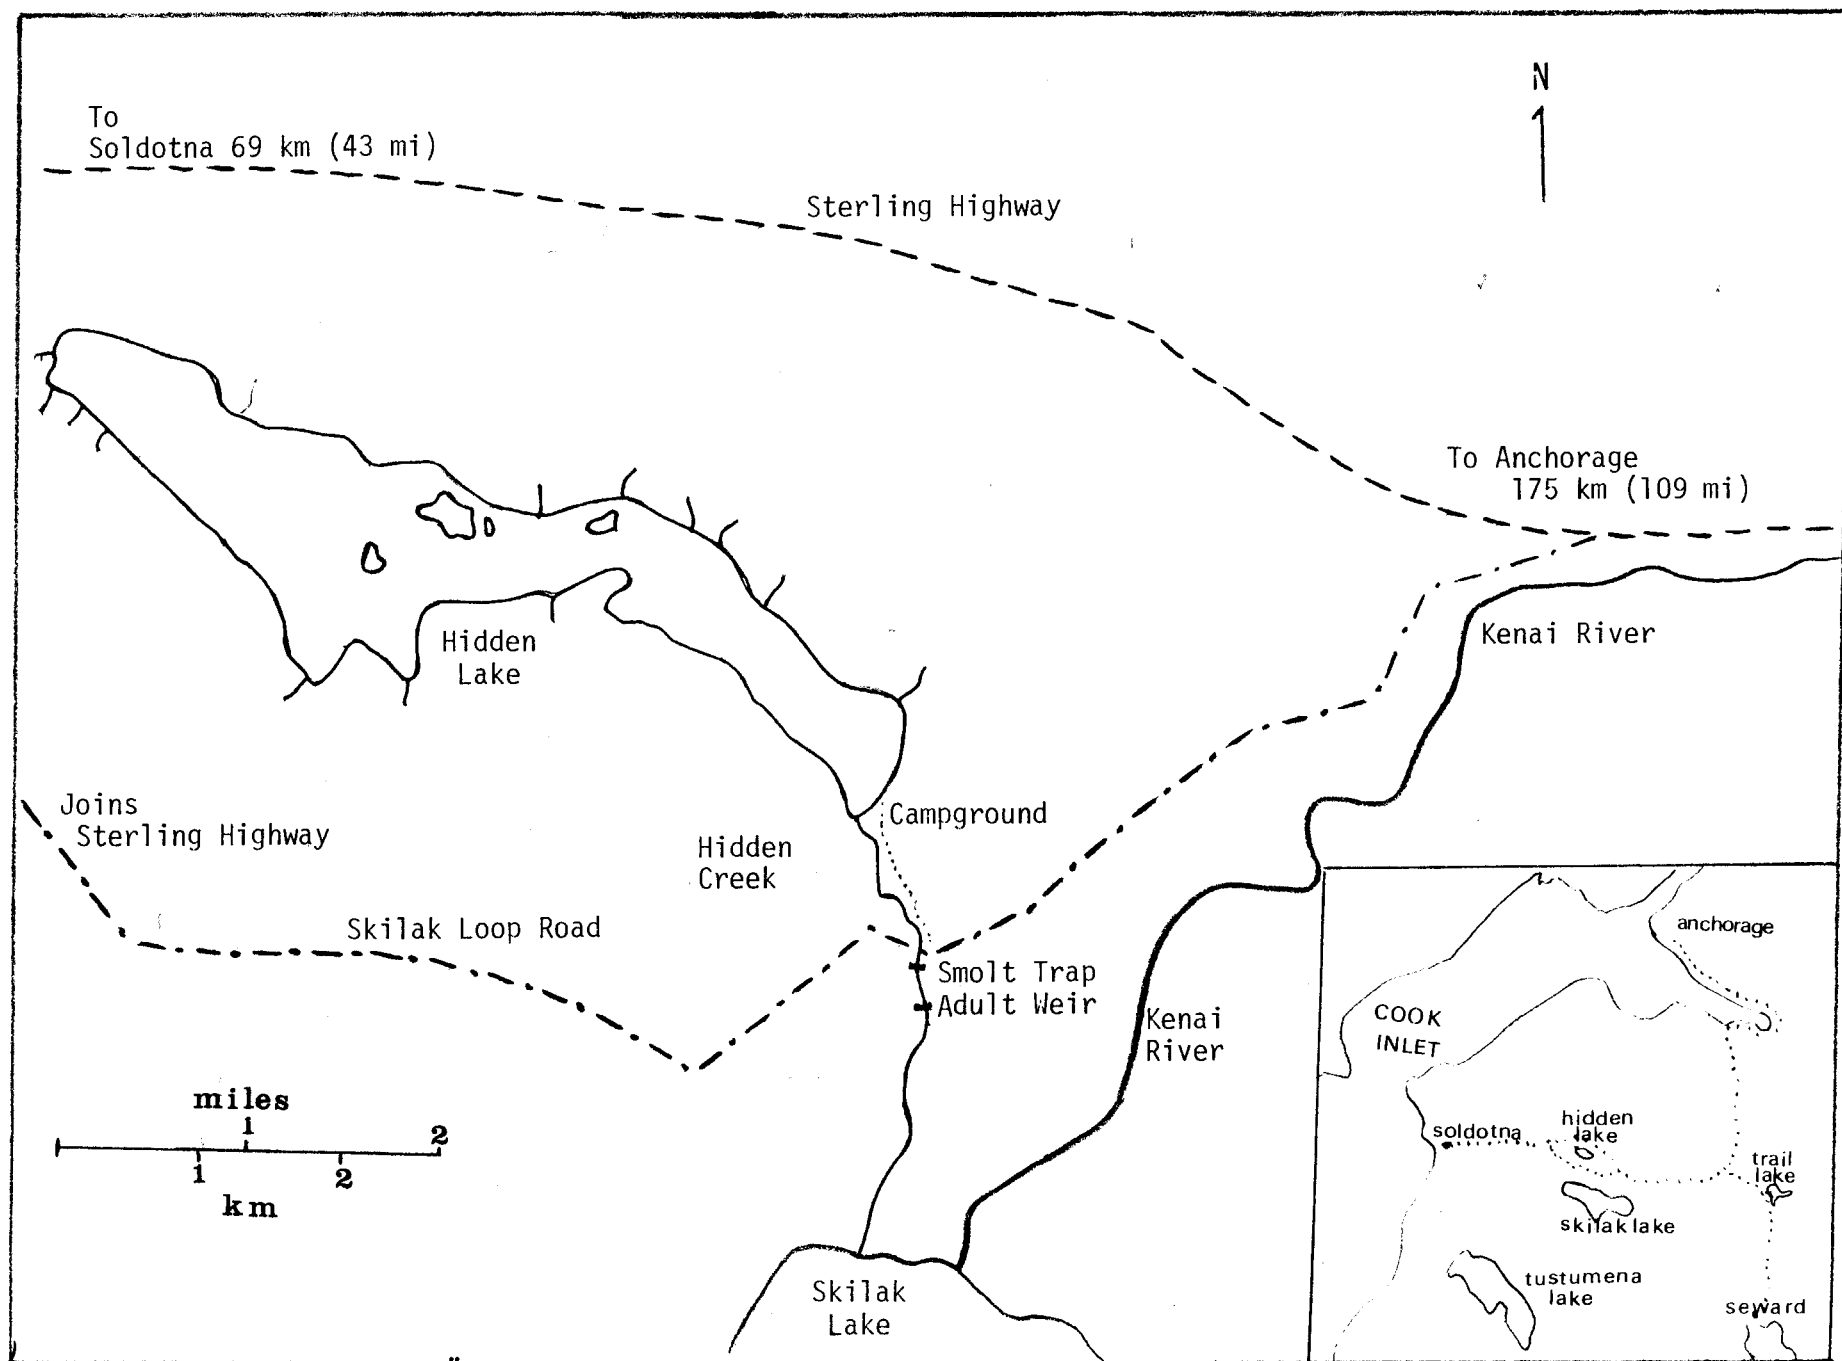 N
To
Soldotna 69 km (43 mi)
Sterling Highway
To Anchorage
175 km (109 mi)
Kenai River
Hidden
Lake
Joins
Sterling Highway
Campground
Hidden
Creek
Skilak Loop Road
Smolt Trap
Adult Weir
Kenai
River
miles
1
2
1
2
km
Skilak
Lake
anchorage
COOK
INLET
hidden
lake
soldotna
trail
lake
skilak lake
tustumena
lake
seward